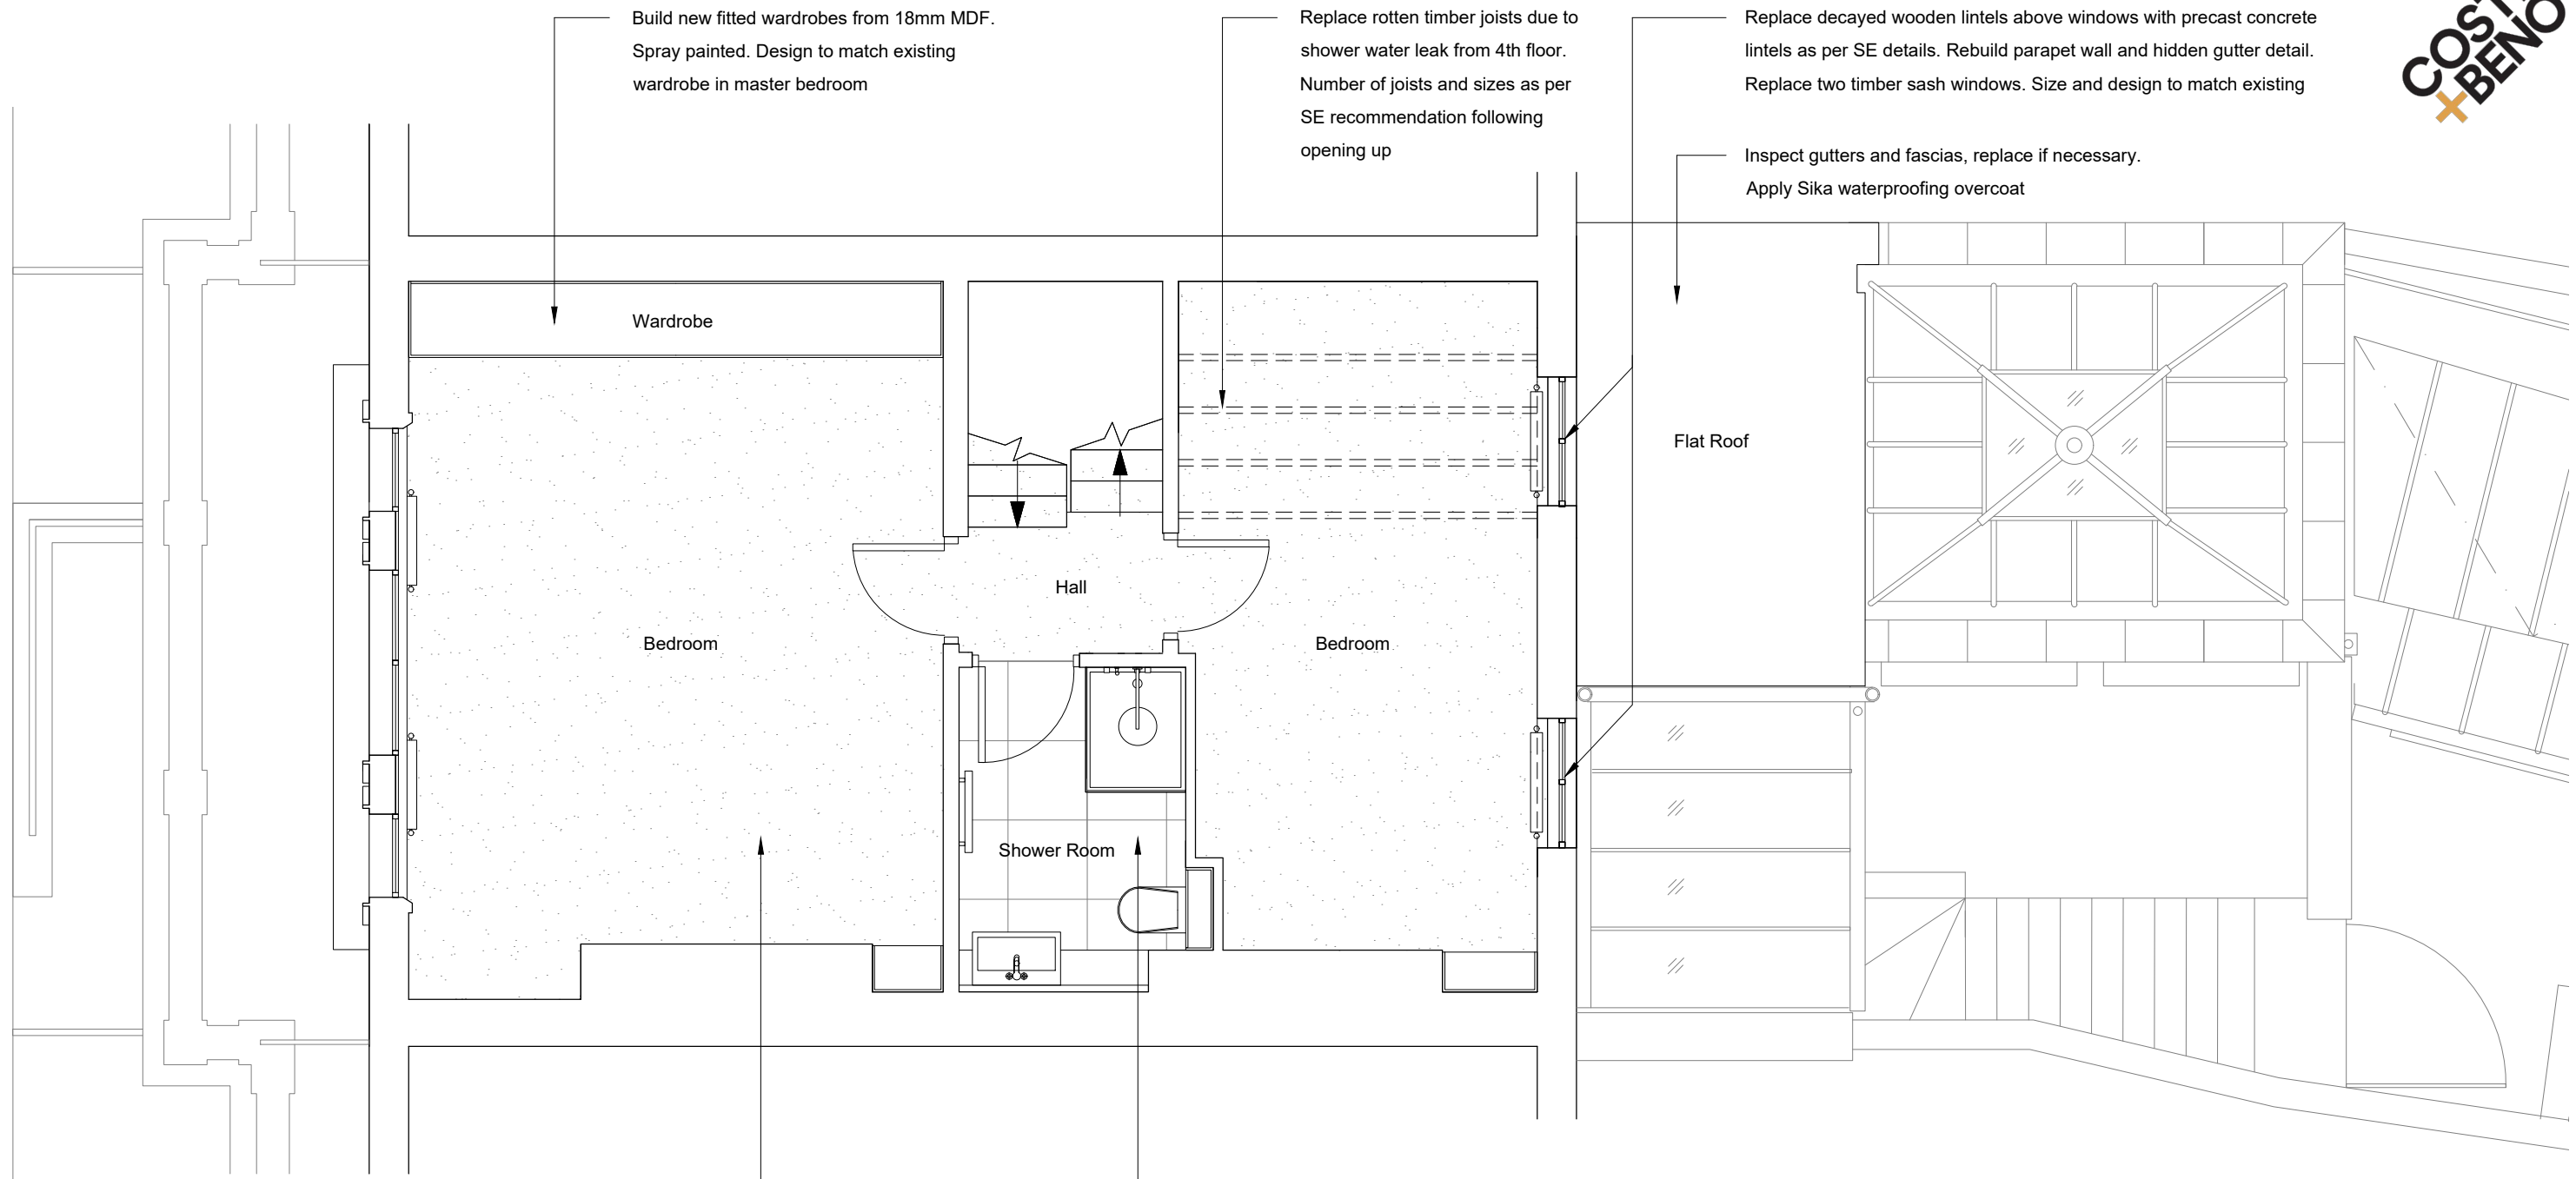 Build new fitted wardrobes from 18mm MDF.
Spray painted. Design to match existing
wardrobe in master bedroom
Replace rotten timber joists due to
shower water leak from 4th floor.
Number of joists and sizes as per
SE recommendation following
opening up
Replace decayed wooden lintels above windows with precast concrete
lintels as per SE details. Rebuild parapet wall and hidden gutter detail.
Replace two timber sash windows. Size and design to match existing
Inspect gutters and fascias, replace if necessary.
Apply Sika waterproofing overcoat
Wardrobe
Flat Roof
Hall
Bedroom
Bedroom
Shower Room